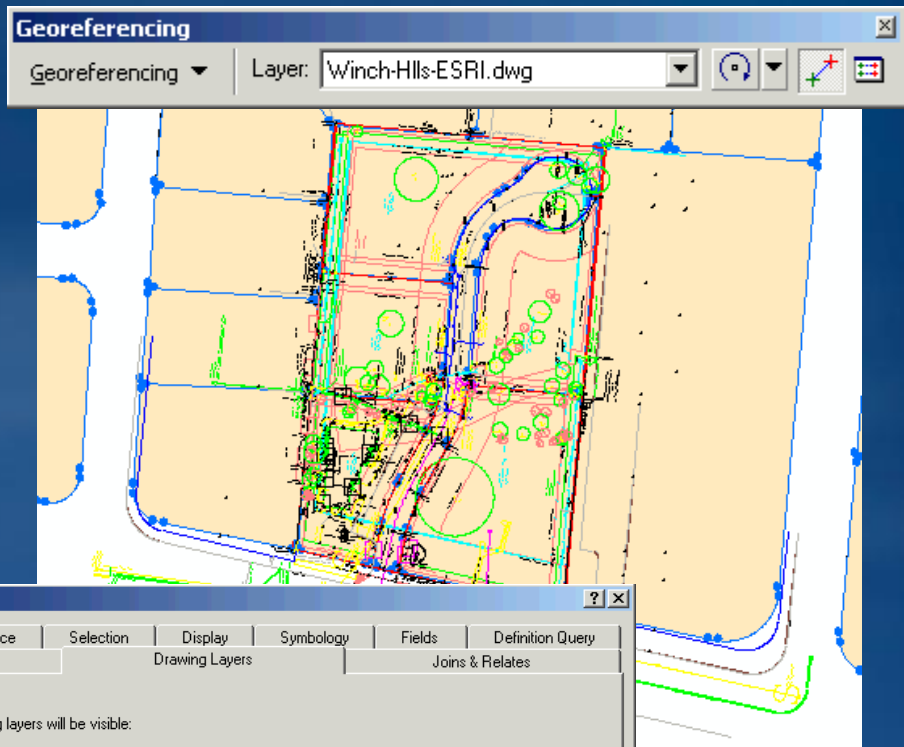 Georeferencing
Georeferencing Layer: Winch-Hlls-ESRI.dwg
Selection Display Symbology Fields Definition Query
Drawing Layers Joins & Relates
layers will be visible: